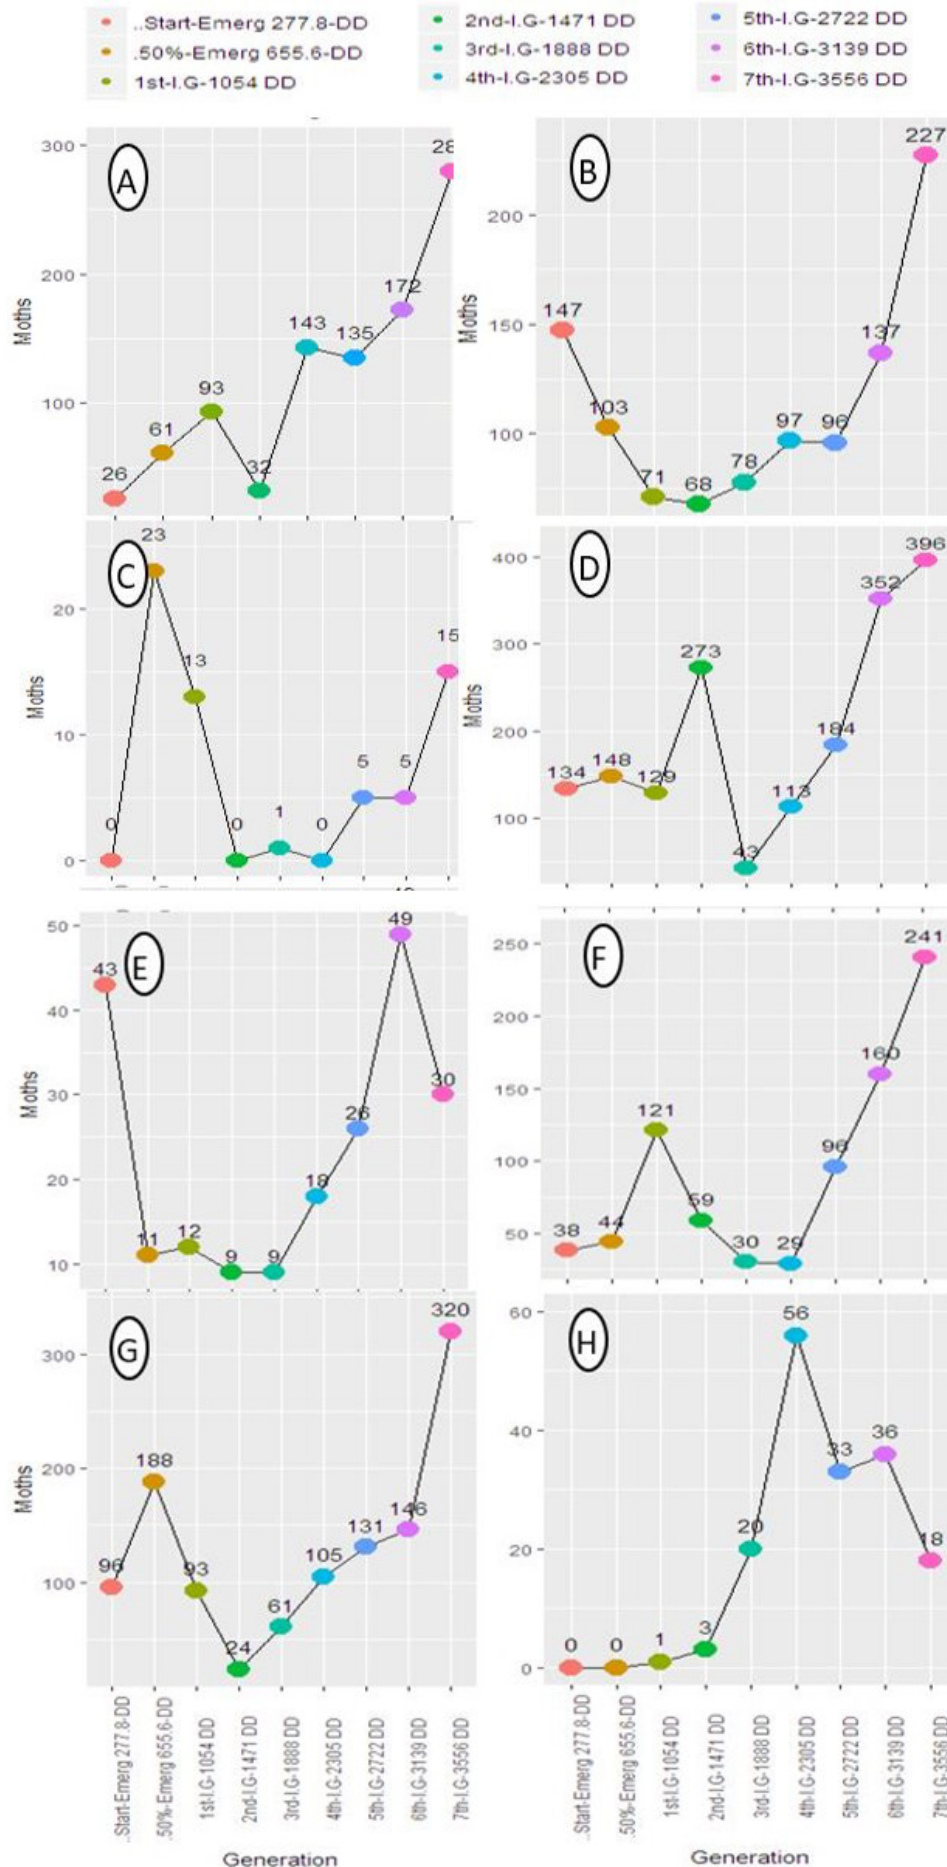 ..Start-Emerg 277.8-DD
.50%-Emerg 655.6-DD
1st-I.G-1054 DD
2nd-I.G-1471 DD
3rd-I.G-1888 DD
4th-I.G-2305 DD
5th-I.G-2722 DD
6th-I.G-3139 DD
7th-I.G-3556 DD
A
Moths
300
200
100
26
61
93
32
143
135
172
28
B
Moths
200
150
100
147
103
71
68
78
97
96
137
227
C
Moths
20
10
0
0
23
13
0
1
0
5
5
15
D
Moths
400
300
200
100
134
148
129
273
43
113
184
352
396
E
Moths
50
40
30
20
10
43
11
12
9
9
18
26
49
30
F
250
200
150
100
50
38
44
121
59
30
29
96
160
241
G
Moths
300
200
100
96
188
93
24
61
105
131
146
320
..Start-Emerg 277.8-DD
.50%-Emerg 655.6-DD
1st-I.G-1054 DD
2nd-I.G-1471 DD
3rd-I.G-1888 DD
4th-I.G-2305 DD
5th-I.G-2722 DD
6th-I.G-3139 DD
7th-I.G-3556 DD
Generation
H
60
40
20
0
0
0
1
3
20
56
33
36
18
..Start-Emerg 277.8-DD
.50%-Emerg 655.6-DD
1st-I.G-1054 DD
2nd-I.G-1471 DD
3rd-I.G-1888 DD
4th-I.G-2305 DD
5th-I.G-2722 DD
6th-I.G-3139 DD
7th-I.G-3556 DD
Generation